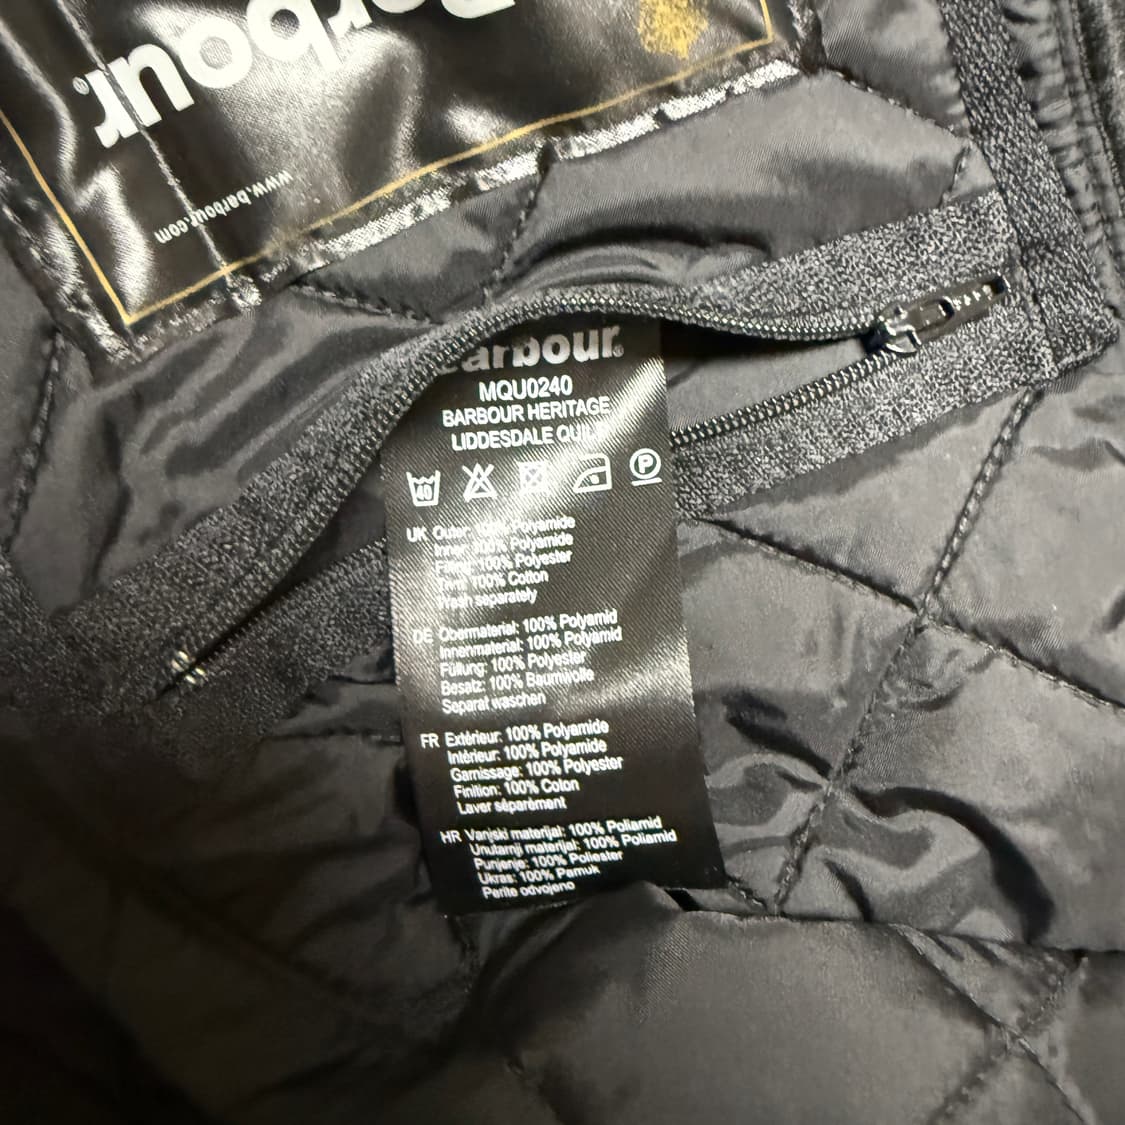 Barbour®
www.barbour.com
Barbour®
MQU0240
BARBOUR HERITAGE
LIDDESDALE QUILT
40 P
UK Outer: 100% Polyamide
Inner: 100% Polyamide
Filling: 100% Polyester
Trim: 100% Cotton
Wash separately
DE Obermaterial: 100% Polyamid
Innenmaterial: 100% Polyamid
Füllung: 100% Polyester
Besatz: 100% Baumwolle
Separat waschen
FR Extérieur: 100% Polyamide
Intérieur: 100% Polyamide
Garnissage: 100% Polyester
Finition: 100% Coton
Laver séparément
HR Vanjski materijal: 100% Poliamid
Unutarnji materijal: 100% Poliamid
Punjenje: 100% Poliester
Ukras: 100% Pamuk
Perite odvojeno